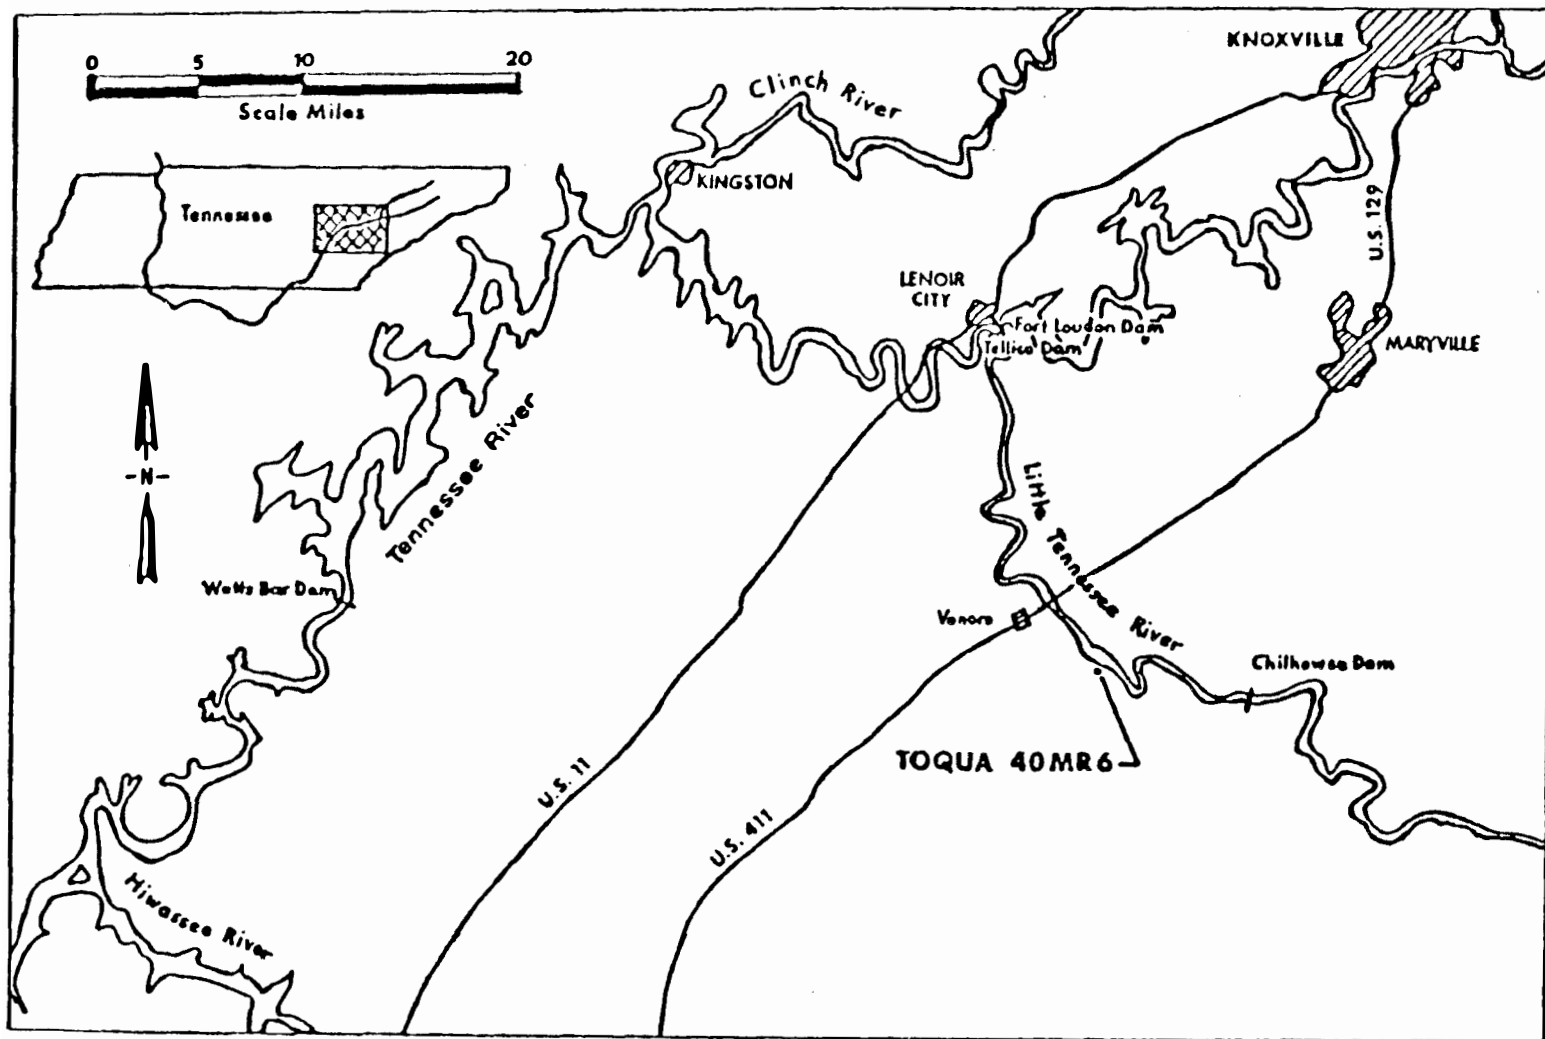 0 5 10 20
Scale Miles
Tennessee
KNOXVILLE
Clinch River
KINGSTON
U.S. 129
LENOIR
CITY
Fort Loudon Dam
Tellico Dam
MARYVILLE
-N-
Tennessee River
Little Tennessee River
Watts Bar Dam
Vonore
Chilhowee Dam
TOQUA 40MR6
U.S. 11
U.S. 411
Hiwassee River